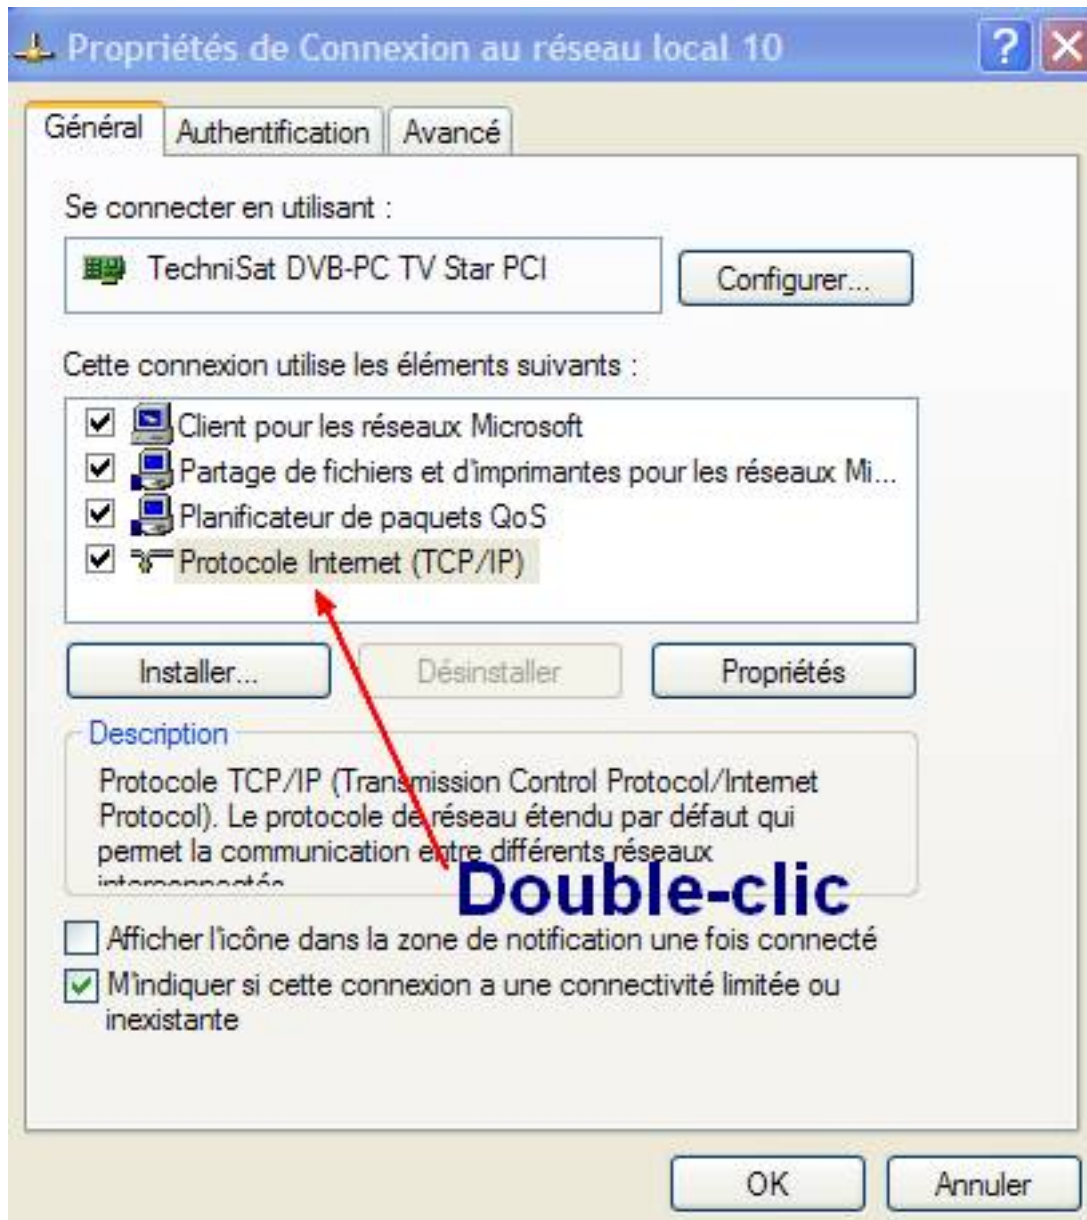 Propriétés de Connexion au réseau local 10
Général Authentification Avancé
Se connecter en utilisant :
TechniSat DVB-PC TV Star PCI Configurer...
Cette connexion utilise les éléments suivants :
Client pour les réseaux Microsoft
Partage de fichiers et d'imprimantes pour les réseaux Mi...
Planificateur de paquets QoS
Protocole Internet (TCP/IP)
Installer... Désinstaller Propriétés
Description
Protocole TCP/IP (Transmission Control Protocol/Internet
Protocol). Le protocole de réseau étendu par défaut qui
permet la communication entre différents réseaux
interconnectés
Double-clic
Afficher l'icône dans la zone de notification une fois connecté
M'indiquer si cette connexion a une connectivité limitée ou
inexistante
OK Annuler